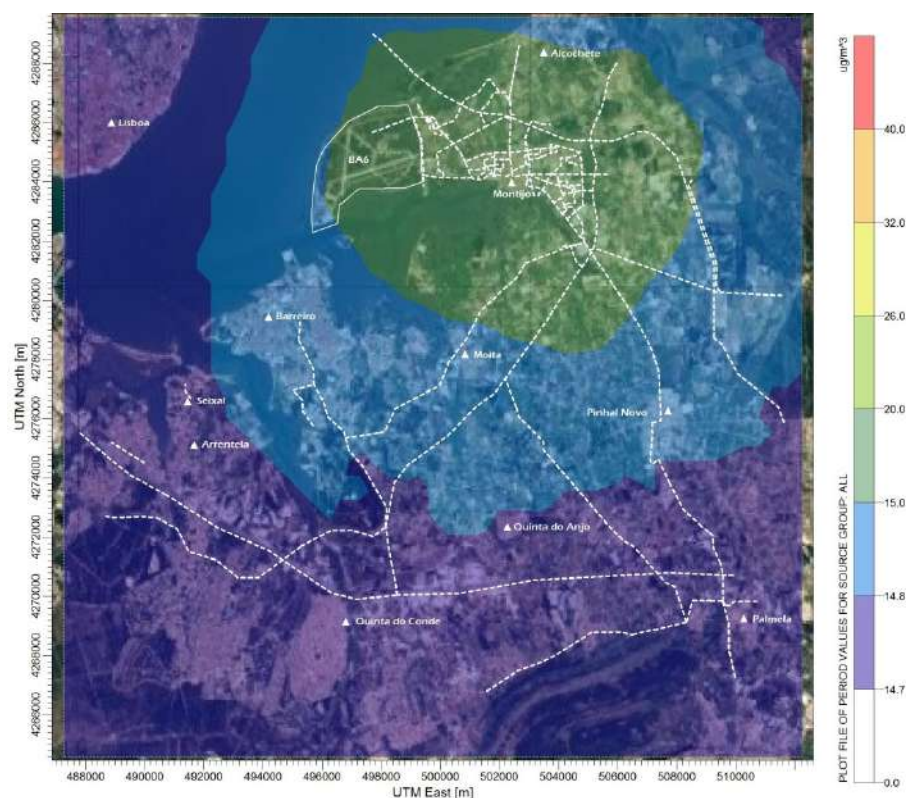 ug/m^3
40.0
32.0
26.0
20.0
15.0
14.8
14.7
0.0
PLOT FILE OF PERIOD VALUES FOR SOURCE GROUP: ALL
Alcochete
Lisboa
BA6
Montijo
Barreiro
Moita
Seixal
Pinhal Novo
Arrentela
Quinta do Anjo
Quinta do Conde
Palmela
UTM North [m]
4288000
4286000
4284000
4282000
4280000
4278000
4276000
4274000
4272000
4270000
4268000
4266000
488000 490000 492000 494000 496000 498000 500000 502000 504000 506000 508000 510000
UTM East [m]